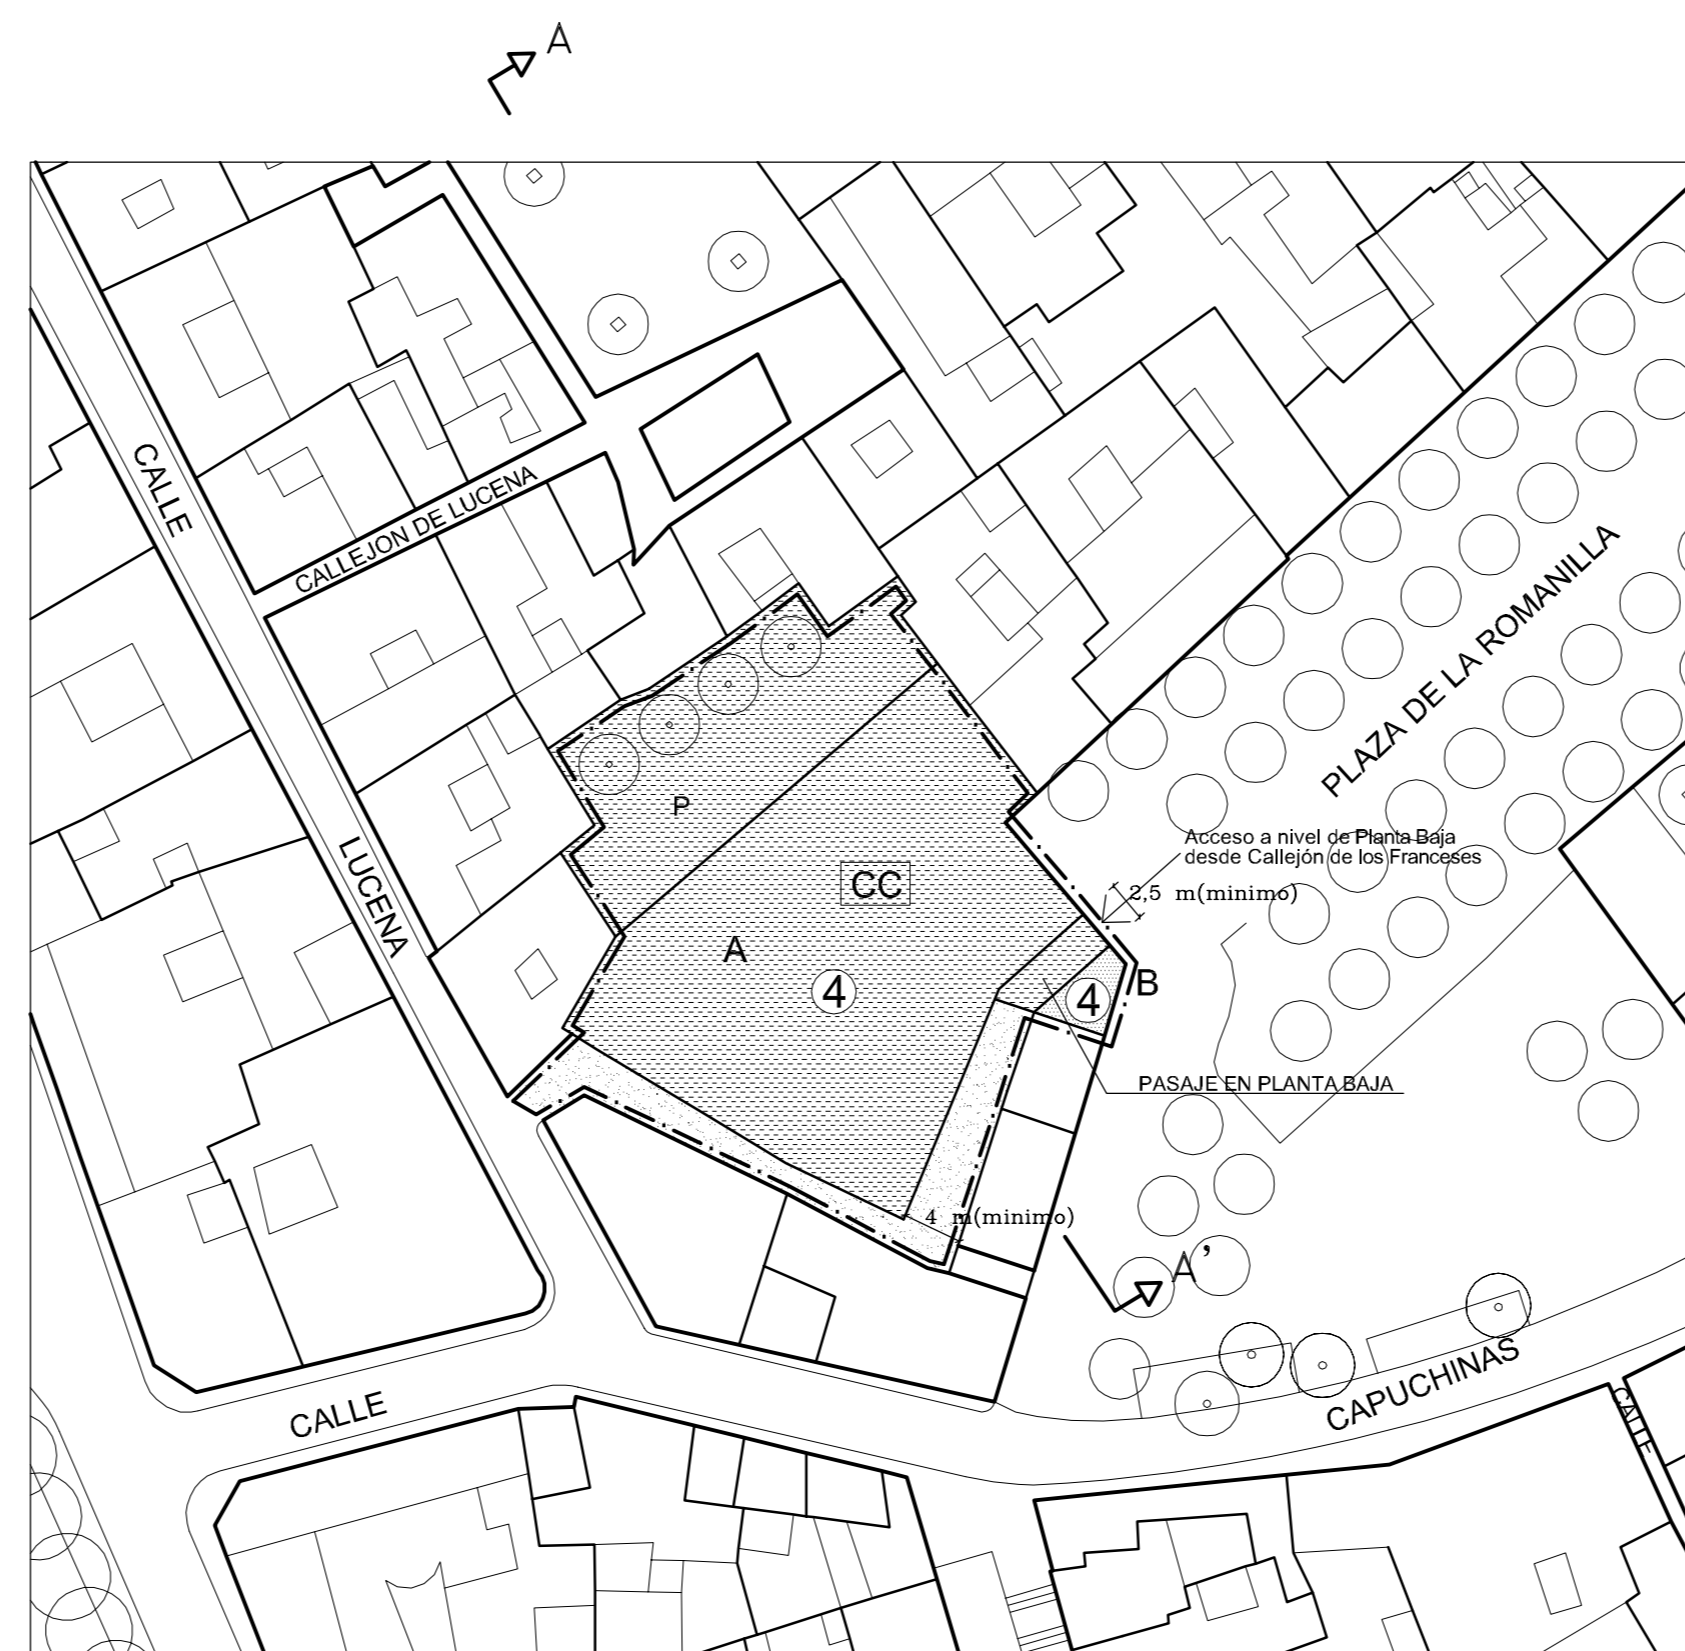 A
CALLE
CALLEJON DE LUCENA
PLAZA DE LA ROMANILLA
P
Acceso a nivel de Planta Baja
desde Callejón de los Franceses
LUCENA
CC
2,5 m(minimo)
A
4
4
B
PASAJE EN PLANTA BAJA
4 m(minimo)
A'
CALLE
CAPUCHINAS
CALLE